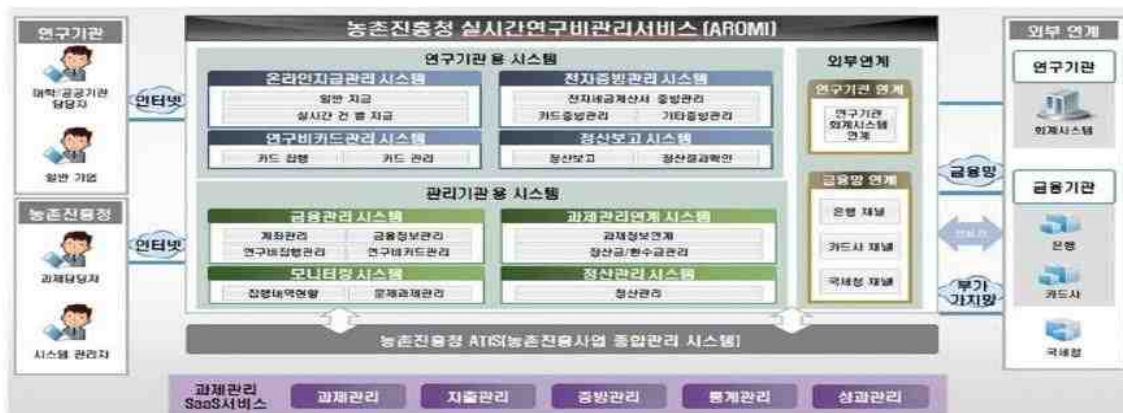 농촌진흥청 실시간연구비관리서비스 (AROMI)
연구기관
대학/공공기관
담당자
일반 기업
농촌진흥청
과제담당자
시스템 관리자
인터넷
인터넷
연구기관 용 시스템
온라인지급관리 시스템
일반 지급
실시간 건 별 지급
전자증빙관리 시스템
전자세금계산서 증빙관리
카드증빙관리
기타증빙관리
연구비카드관리 시스템
카드 집행
카드 관리
정산보고 시스템
정산보고
정산결과확인
관리기관 용 시스템
금융관리 시스템
계좌관리
금융정보관리
연구비집행관리
연구비카드관리
과제관리연계 시스템
과제정보연계
정산금/환수금관리
모니터링 시스템
집행내역현황
문제과제관리
정산관리 시스템
정산관리
외부연계
연구기관 연계
연구기관
회계시스템
연계
금융망 연계
은행 채널
카드사 채널
국세청 채널
금융망
부가
가치망
외부 연계
연구기관
회계시스템
금융기관
은행
카드사
국세청
농촌진흥청 ATIS(농촌진흥사업 종합관리 시스템)
과제관리
SaaS서비스
과제관리
지출관리
증빙관리
통계관리
성과관리